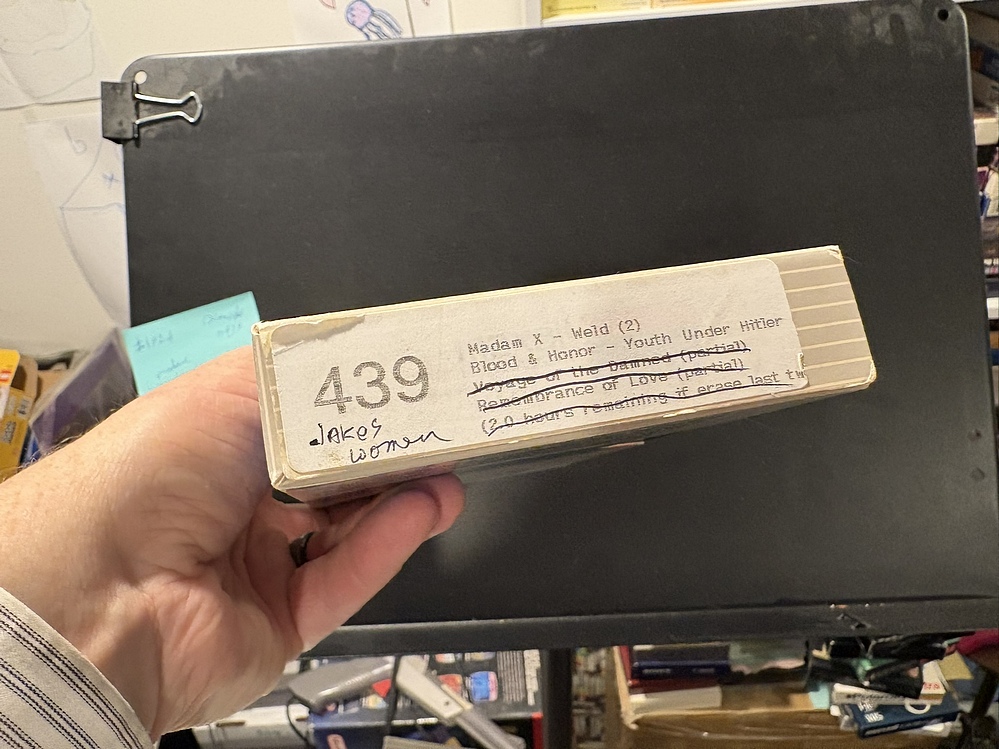 439
JAKES
women
Madam X - Weld (2)
Blood & Honor - Youth Under Hitler
Voyage of the Damned (partial)
Remembrance of Love (partial)
(2.0 hours remaining if erase last tw